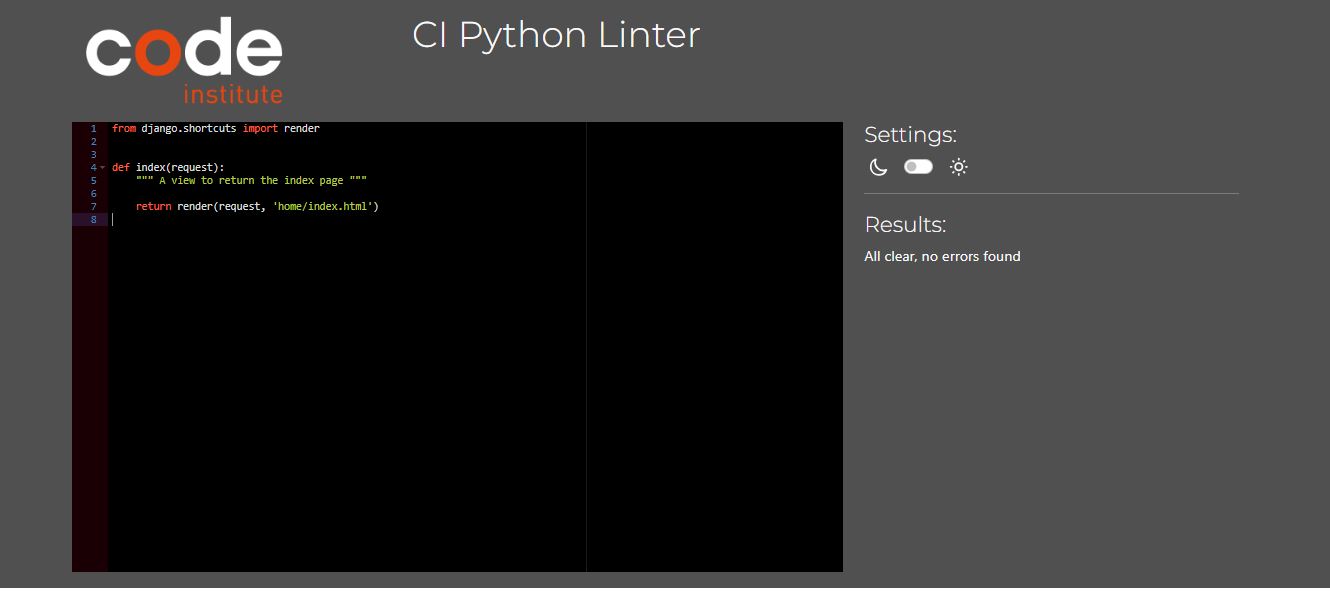 code
institute
CI Python Linter
1 from django.shortcuts import render
2
3
4 def index(request):
5     """ A view to return the index page """
6
7     return render(request, 'home/index.html')
8
Settings:
Results:
All clear, no errors found